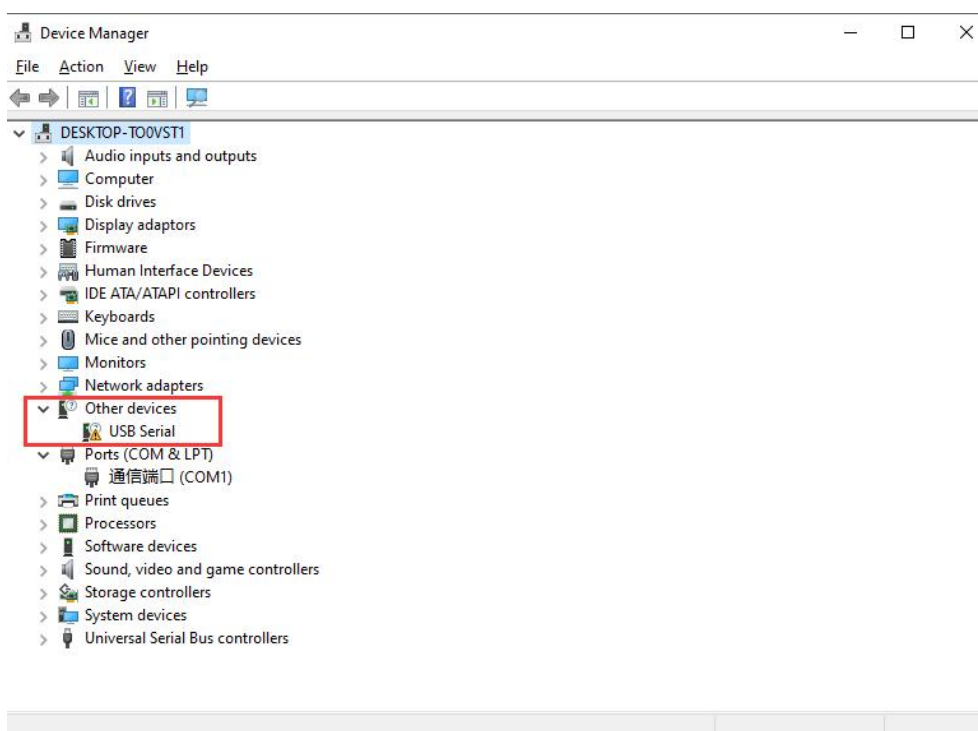 Device Manager
File Action View Help
DESKTOP-TO0VST1
Audio inputs and outputs
Computer
Disk drives
Display adaptors
Firmware
Human Interface Devices
IDE ATA/ATAPI controllers
Keyboards
Mice and other pointing devices
Monitors
Network adapters
Other devices
USB Serial
Ports (COM & LPT)
通信端口 (COM1)
Print queues
Processors
Software devices
Sound, video and game controllers
Storage controllers
System devices
Universal Serial Bus controllers